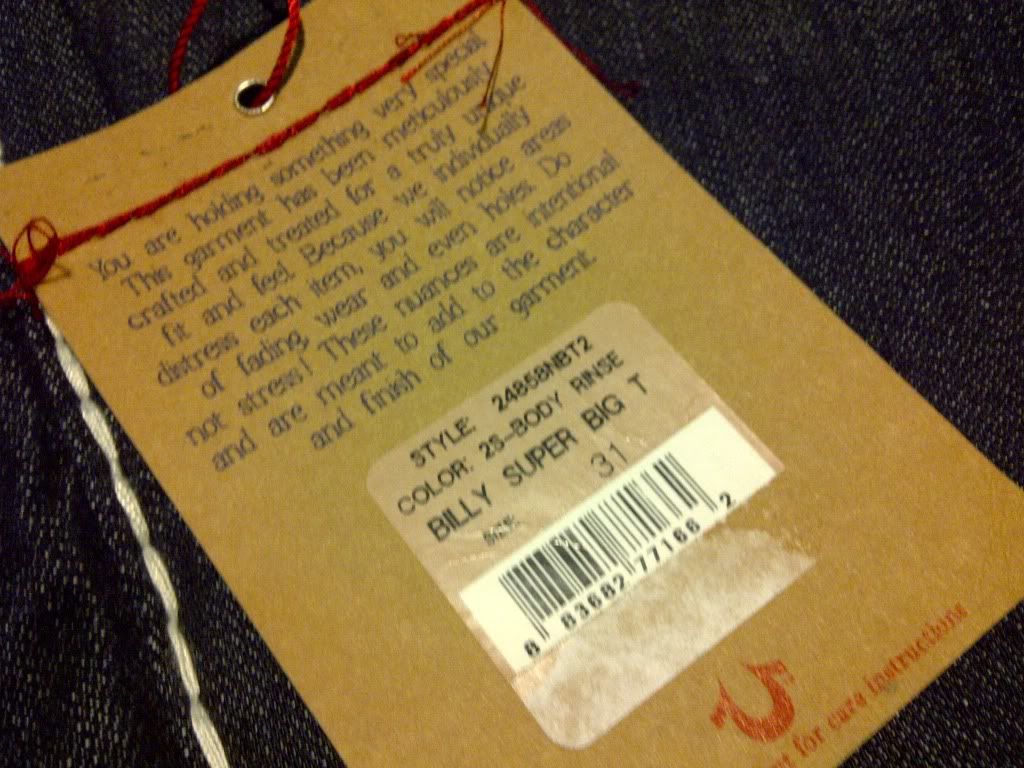 You are holding something very special
This garment has been meticulously
crafted and treated for a truly unique
fit and feel. Because we individually
distress each item, you will notice areas
of fading, wear and even holes. Do
not stress! These nuances are intentional
and are meant to add to the character
and finish of our garment.
STYLE: 24858NBT2
COLOR: 2S-BODY RINSE
BILLY SUPER BIG T
SIZE: 31
8 83682 77166 2
for care instructions